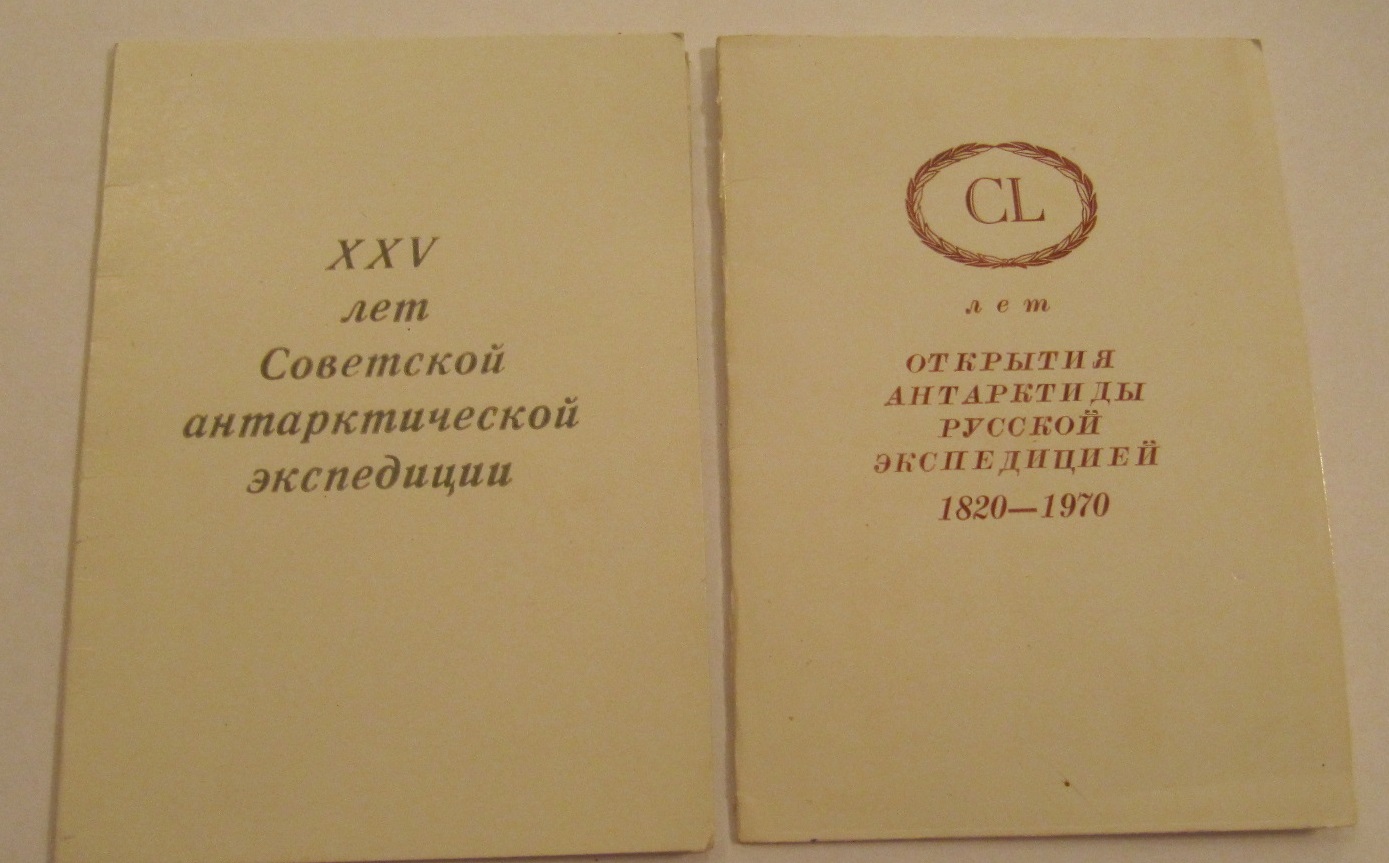 XXV
лет
Советской
антарктической
экспедиции
CL
лет
ОТКРЫТИЯ
АНТАРКТИДЫ
РУССКОЙ
ЭКСПЕДИЦИЕЙ
1820—1970